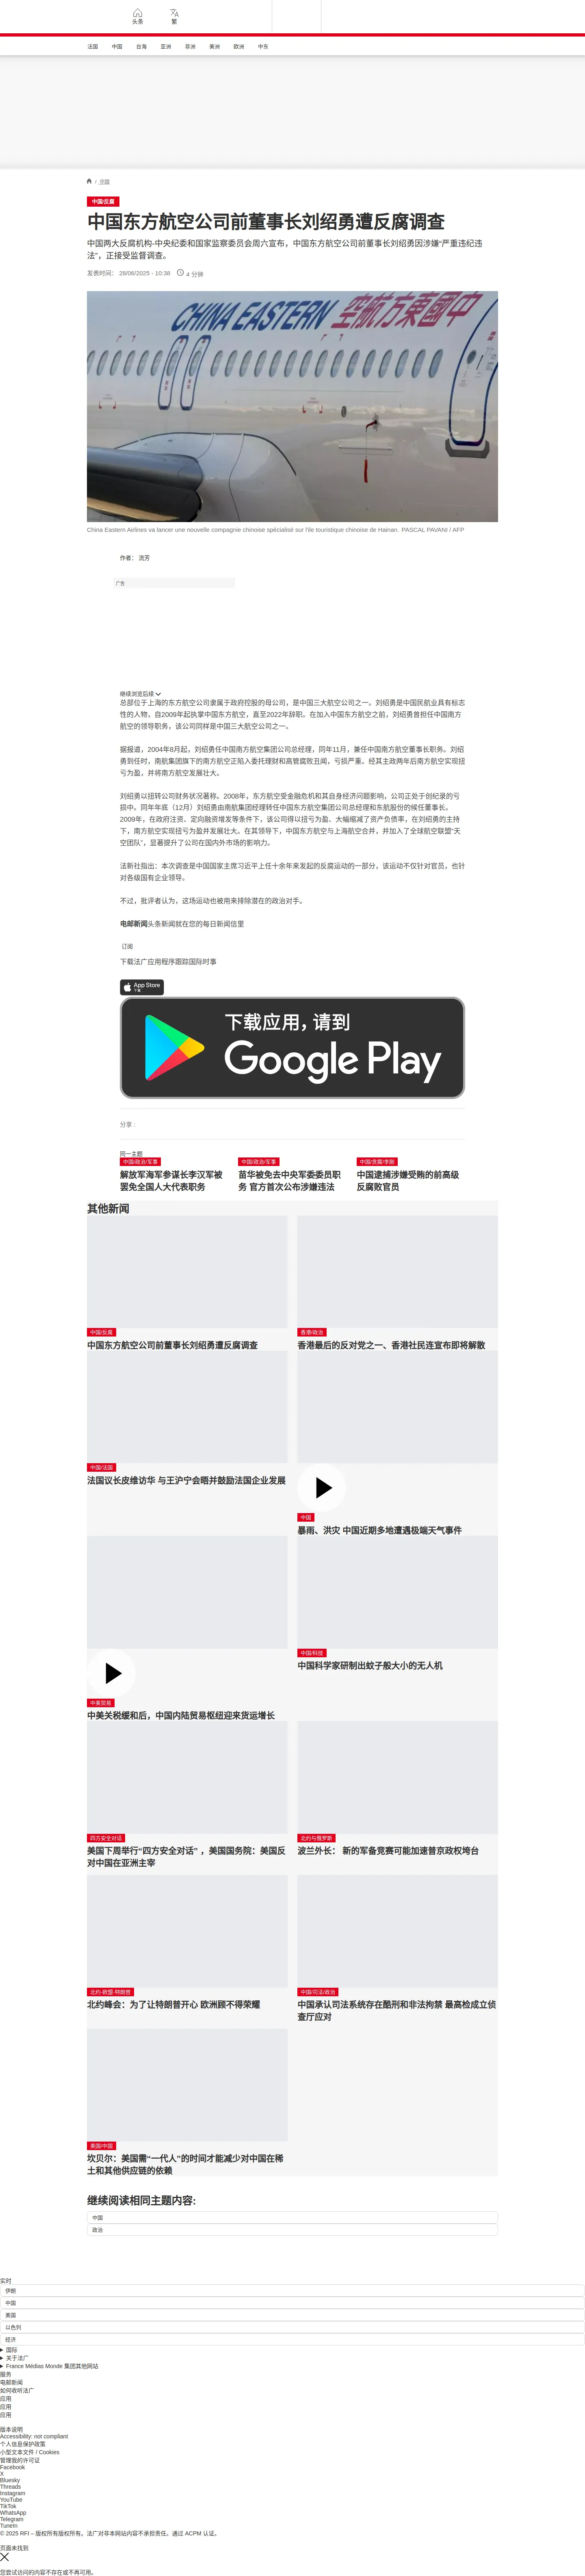 头条
繁
法国
中国
台海
亚洲
非洲
美洲
欧洲
中东
/ 中国
中国/反腐
中国东方航空公司前董事长刘绍勇遭反腐调查
中国两大反腐机构-中央纪委和国家监察委员会周六宣布，中国东方航空公司前董事长刘绍勇因涉嫌“严重违纪违
法”，正接受监督调查。
发表时间： 28/06/2025 - 10:38
4 分钟
CHINA EASTERN 中國東方航空
China Eastern Airlines va lancer une nouvelle compagnie chinoise spécialisé sur l'ile touristique chinoise de Hainan. PASCAL PAVANI / AFP
作者： 流芳
广告
继续浏览后续
总部位于上海的东方航空公司隶属于政府控股的母公司，是中国三大航空公司之一。刘绍勇是中国民航业具有标志
性的人物，自2009年起执掌中国东方航空，直至2022年辞职。在加入中国东方航空之前，刘绍勇曾担任中国南方
航空的领导职务，该公司同样是中国三大航空公司之一。
据报道，2004年8月起，刘绍勇任中国南方航空集团公司总经理，同年11月，兼任中国南方航空董事长职务。刘绍
勇到任时，南航集团旗下的南方航空正陷入委托理财和高管腐败丑闻，亏损严重。经其主政两年后南方航空实现扭
亏为盈，并将南方航空发展壮大。
刘绍勇以扭转公司财务状况著称。2008年，东方航空受金融危机和其自身经济问题影响，公司正处于创纪录的亏
损中。同年年底（12月）刘绍勇由南航集团经理转任中国东方航空集团公司总经理和东航股份的候任董事长。
2009年，在政府注资、定向融资增发等条件下，该公司得以扭亏为盈、大幅缩减了资产负债率，在刘绍勇的主持
下，南方航空实现扭亏为盈并发展壮大。在其领导下，中国东方航空与上海航空合并，并加入了全球航空联盟“天
空团队”，显著提升了公司在国内外市场的影响力。
法新社指出：本次调查是中国国家主席习近平上任十余年来发起的反腐运动的一部分，该运动不仅针对官员，也针
对各级国有企业领导。
不过，批评者认为，这场运动也被用来排除潜在的政治对手。
电邮新闻头条新闻就在您的每日新闻信里
订阅
下载法广应用程序跟踪国际时事
App Store
下载
下载应用，请到
Google Play
分享 :
同一主题
中国/政治/军事
解放军海军参谋长李汉军被
罢免全国人大代表职务
中国/政治/军事
苗华被免去中央军委委员职
务 官方首次公布涉嫌违法
中国/贪腐/李刚
中国逮捕涉嫌受贿的前高级
反腐败官员
其他新闻
中国/反腐
中国东方航空公司前董事长刘绍勇遭反腐调查
香港/政治
香港最后的反对党之一、香港社民连宣布即将解散
中国/法国
法国议长皮维访华 与王沪宁会晤并鼓励法国企业发展
中国
暴雨、洪灾 中国近期多地遭遇极端天气事件
中美贸易
中美关税缓和后，中国内陆贸易枢纽迎来货运增长
中国/科技
中国科学家研制出蚊子般大小的无人机
四方安全对话
美国下周举行“四方安全对话” ，美国国务院：美国反
对中国在亚洲主宰
北约与俄罗斯
波兰外长： 新的军备竞赛可能加速普京政权垮台
北约-欧盟-特朗普
北约峰会：为了让特朗普开心 欧洲顾不得荣耀
中国/司法/政治
中国承认司法系统存在酷刑和非法拘禁 最高检成立侦
查厅应对
美国/中国
坎贝尔：美国需“一代人”的时间才能减少对中国在稀
土和其他供应链的依赖
继续阅读相同主题内容:
中国
政治
实时
伊朗
中国
美国
以色列
经济
国际
关于法广
France Médias Monde 集团其他网站
服务
电邮新闻
如何收听法广
应用
应用
应用
版本说明
Accessibility: not compliant
个人信息保护政策
小型文本文件 / Cookies
管理我的许可证
Facebook
X
Bluesky
Threads
Instagram
YouTube
TikTok
WhatsApp
Telegram
TuneIn
© 2025 RFI – 版权所有版权所有。法广对非本网站内容不承担责任。通过 ACPM 认证。
页面未找到
您尝试访问的内容不存在或不再可用。